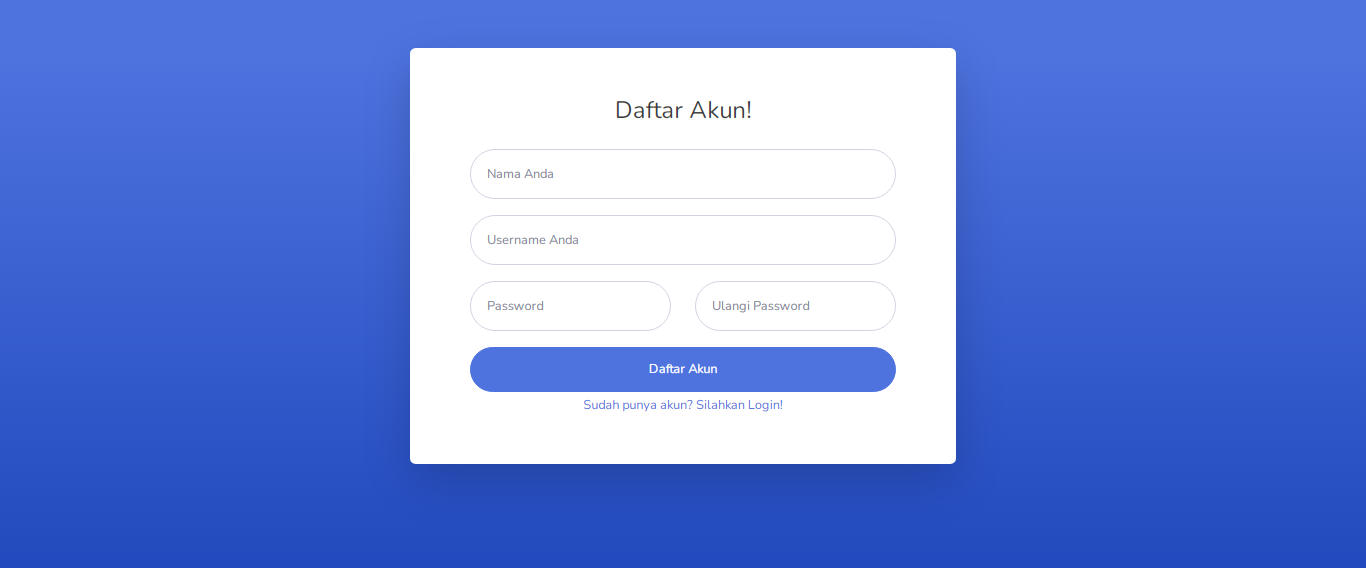 Daftar Akun!
Nama Anda
Username Anda
Password
Ulangi Password
Daftar Akun
Sudah punya akun? Silahkan Login!